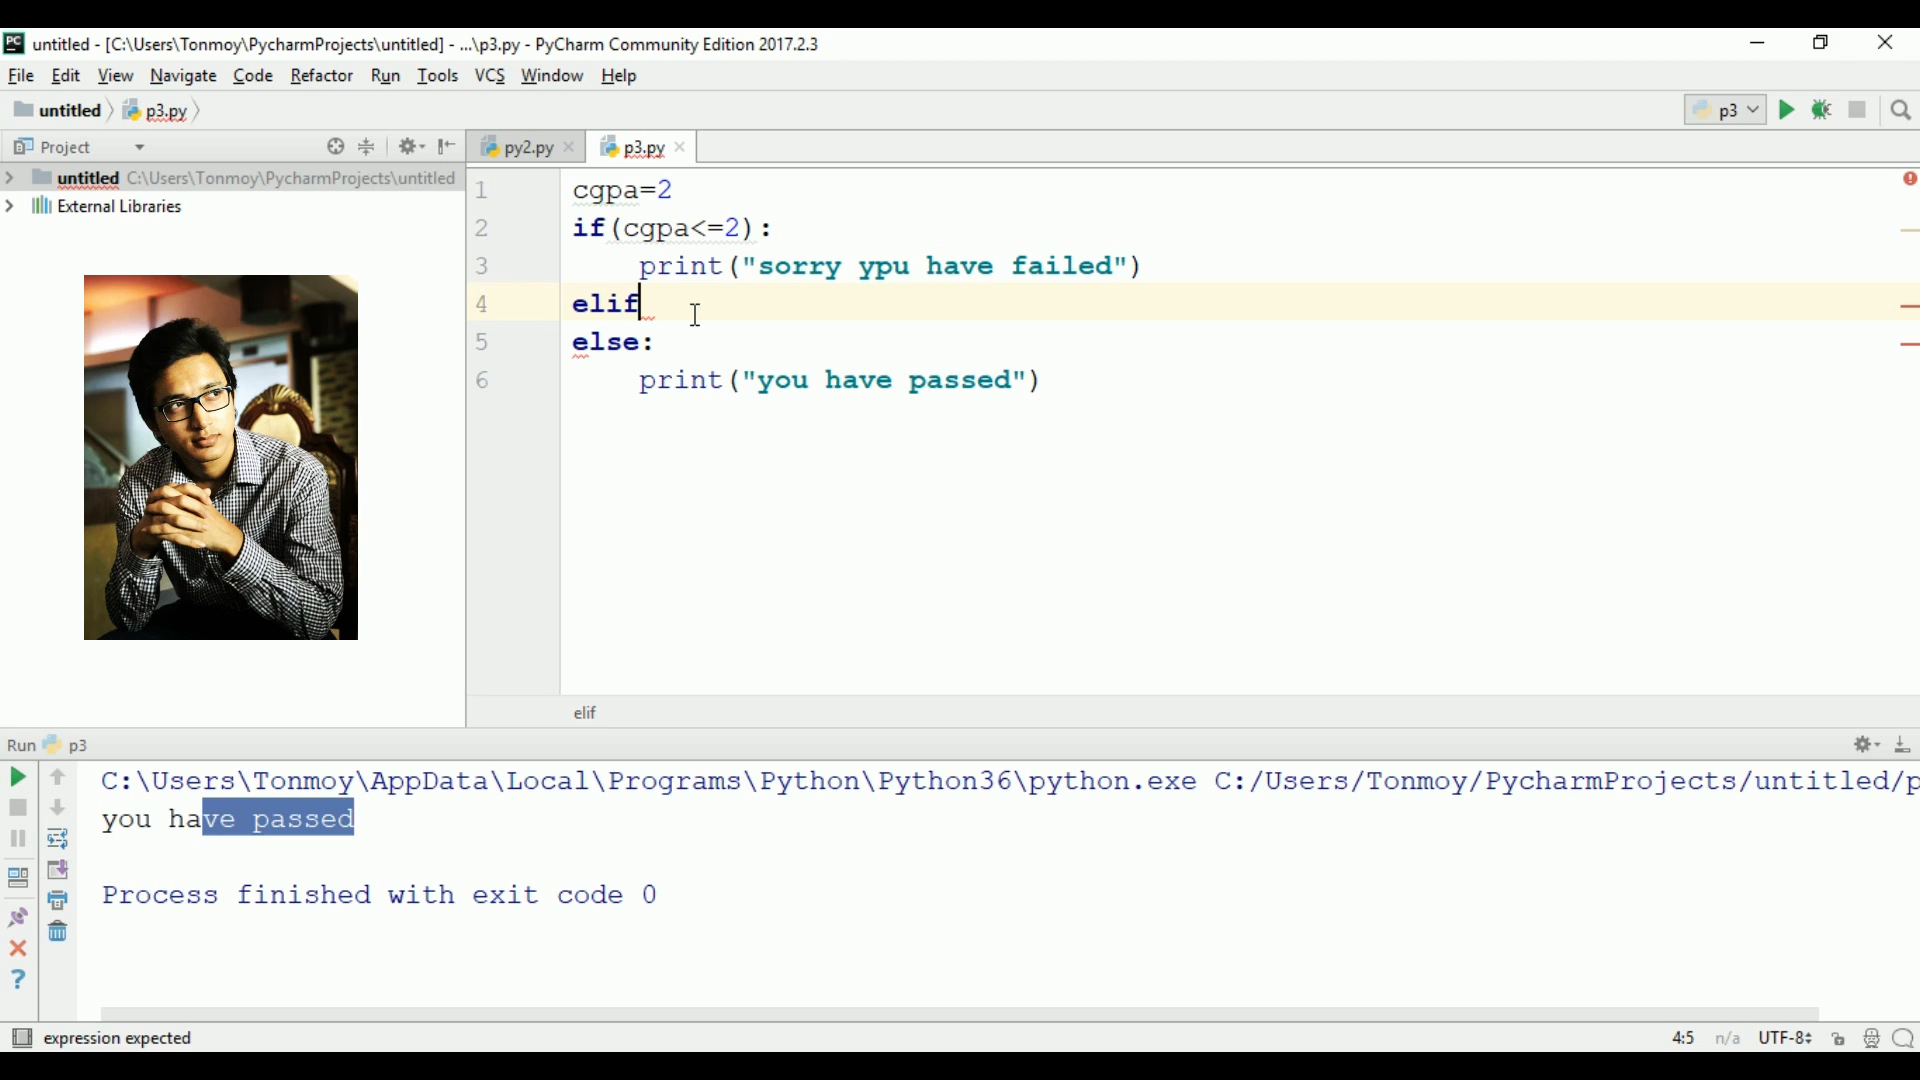 PC untitled - [C:\Users\Tonmoy\PycharmProjects\untitled] - ...\p3.py - PyCharm Community Edition 2017.2.3
File Edit View Navigate Code Refactor Run Tools VCS Window Help
untitled p3.py p3
Project py2.py p3.py
untitled C:\Users\Tonmoy\PycharmProjects\untitled
External Libraries
1 cgpa=2
2 if(cgpa<=2):
3 print("sorry ypu have failed")
4 elif
5 else:
6 print("you have passed")
elif
Run p3
C:\Users\Tonmoy\AppData\Local\Programs\Python\Python36\python.exe C:/Users/Tonmoy/PycharmProjects/untitled/p
you have passed
Process finished with exit code 0
expression expected 4:5 n/a UTF-8